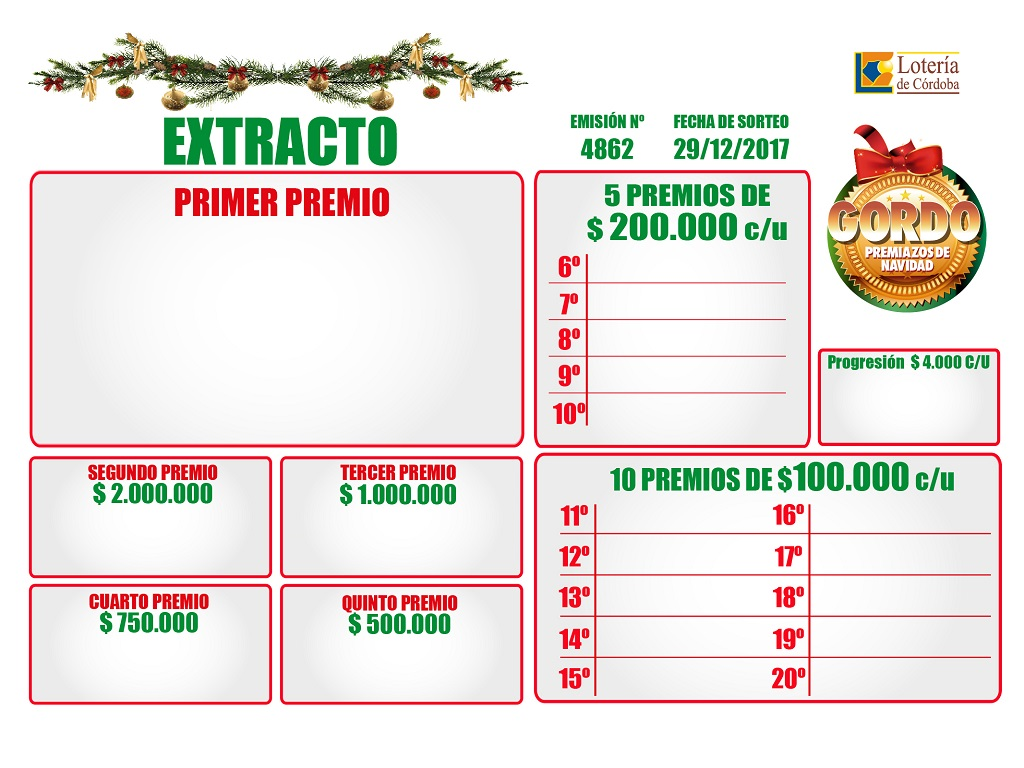 Lotería
de Córdoba
EXTRACTO
EMISIÓN Nº
4862
FECHA DE SORTEO
29/12/2017
PRIMER PREMIO
5 PREMIOS DE
$ 200.000 c/u
6º
7º
8º
9º
10º
GORDO
PREMIAZOS DE
NAVIDAD
Progresión $ 4.000 C/U
SEGUNDO PREMIO
$ 2.000.000
TERCER PREMIO
$ 1.000.000
CUARTO PREMIO
$ 750.000
QUINTO PREMIO
$ 500.000
10 PREMIOS DE $100.000 c/u
11º
12º
13º
14º
15º
16º
17º
18º
19º
20º